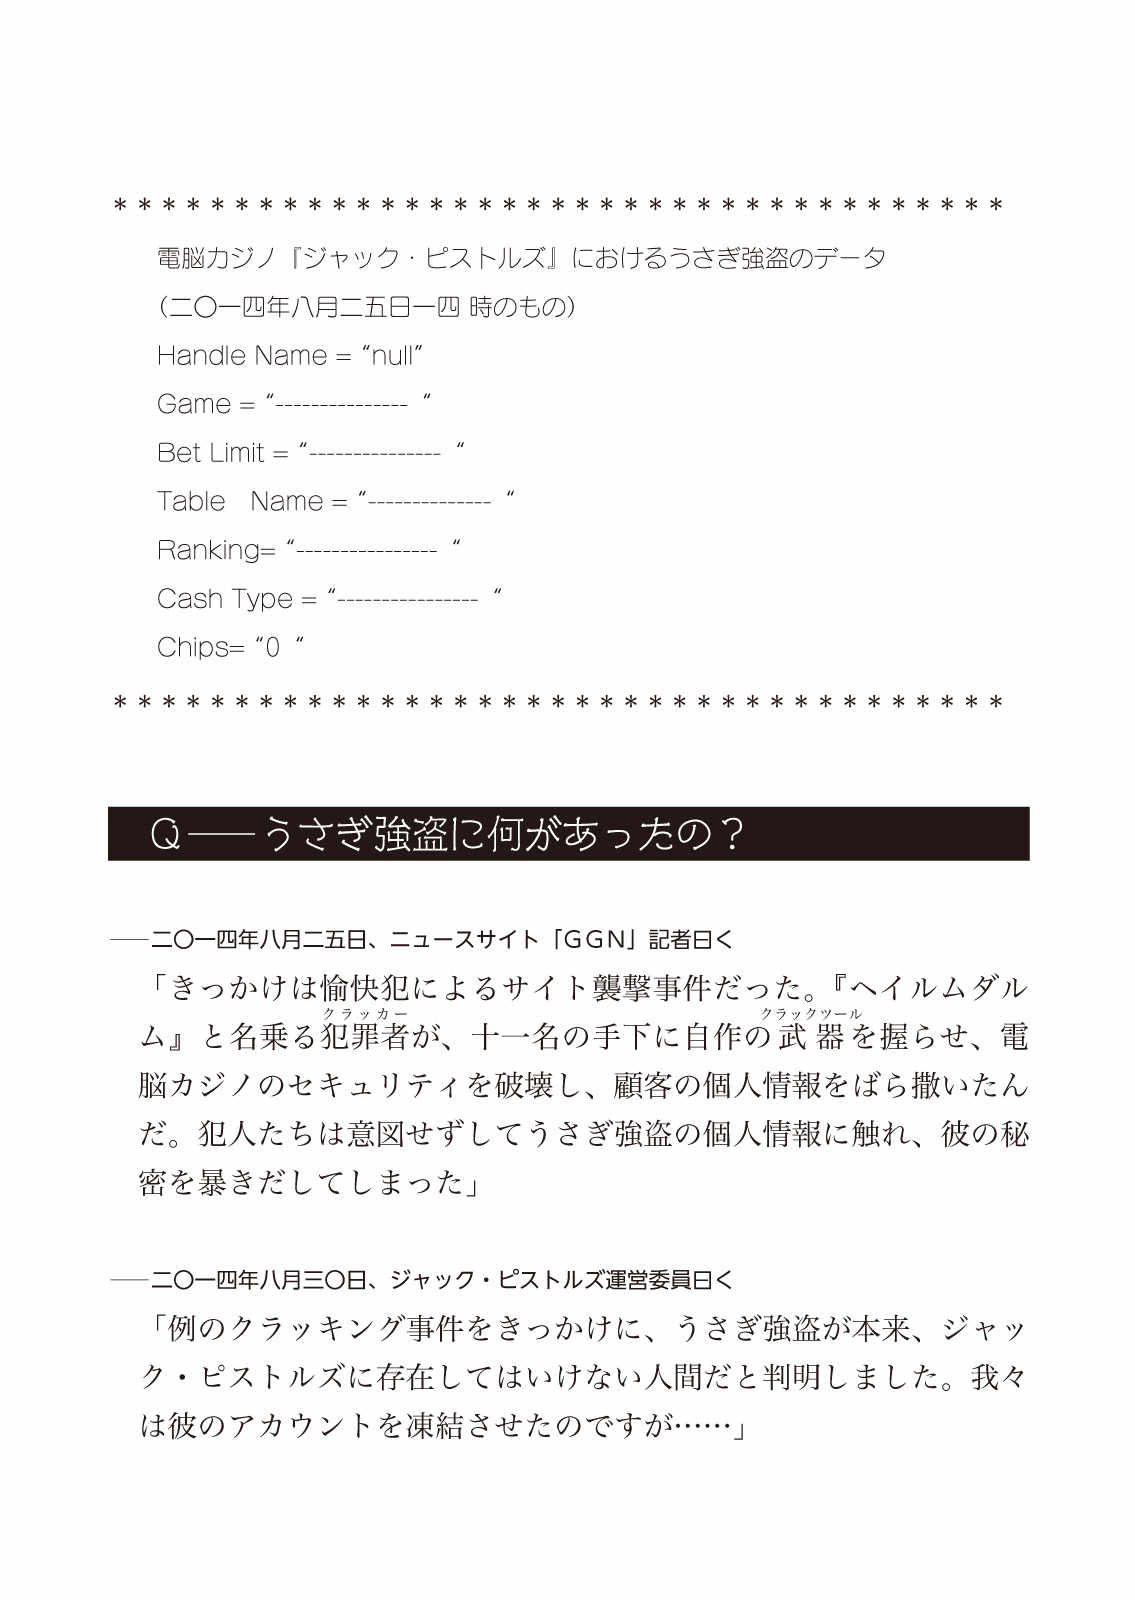 ＊＊＊＊＊＊＊＊＊＊＊＊＊＊＊＊＊＊＊＊＊＊＊＊＊＊＊＊＊＊＊＊＊＊＊＊＊
電脳カジノ『ジャック・ピストルズ』におけるうさぎ強盗のデータ
（二〇一四年八月二五日一四 時のもの）
Handle Name = “null”
Game = “--------------- “
Bet Limit = “--------------- “
Table　Name = “-------------- “
Ranking= “---------------- “
Cash Type = “---------------- “
Chips= “0 “
＊＊＊＊＊＊＊＊＊＊＊＊＊＊＊＊＊＊＊＊＊＊＊＊＊＊＊＊＊＊＊＊＊＊＊＊＊
Ｑ――うさぎ強盗に何があったの？
――二〇一四年八月二五日、ニュースサイト「ＧＧＮ」記者曰く
「きっかけは愉快犯によるサイト襲撃事件だった。『ヘイルムダル
クラッカー　クラックツール
ム』と名乗る犯罪者が、十一名の手下に自作の武器を握らせ、電
脳カジノのセキュリティを破壊し、顧客の個人情報をばら撒いたん
だ。犯人たちは意図せずしてうさぎ強盗の個人情報に触れ、彼の秘
密を暴きだしてしまった」
――二〇一四年八月三〇日、ジャック・ピストルズ運営委員曰く
「例のクラッキング事件をきっかけに、うさぎ強盗が本来、ジャッ
ク・ピストルズに存在してはいけない人間だと判明しました。我々
は彼のアカウントを凍結させたのですが……」